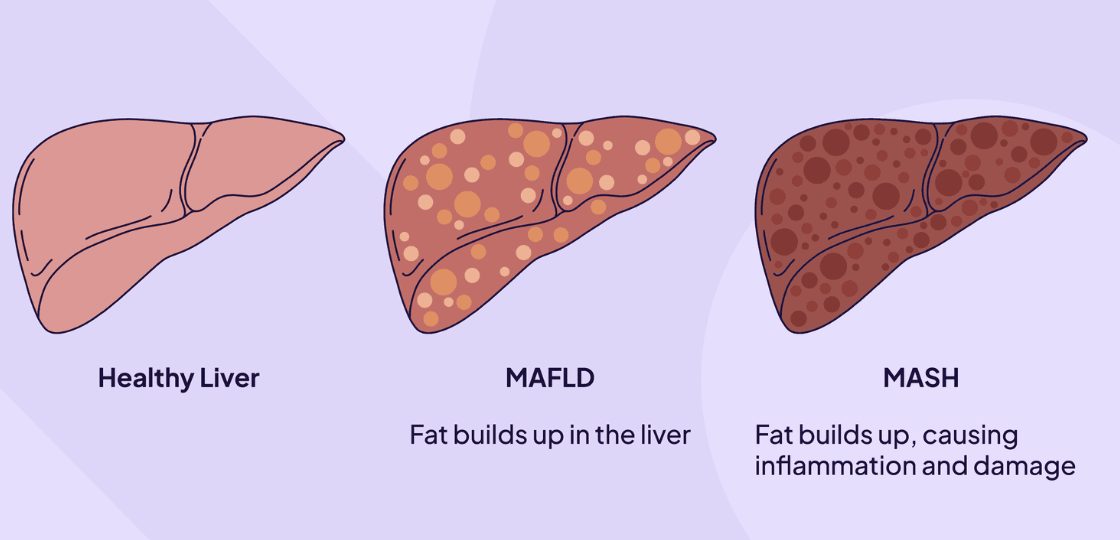 Healthy Liver
MAFLD
Fat builds up in the liver
MASH
Fat builds up, causing
inflammation and damage